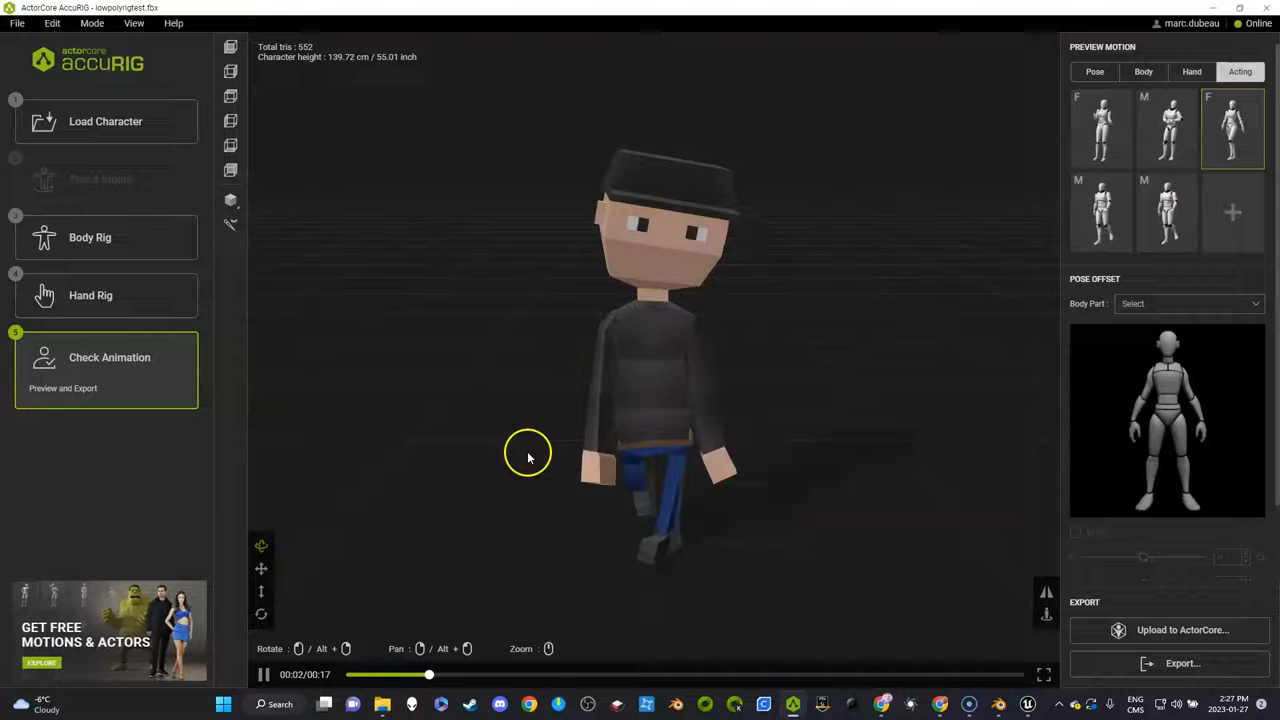 ActorCore AccuRIG - lowpolyrigtest.fbx
File Edit Mode View Help
marc.dubeau Online
actorcore
accuRIG
1
Load Character
3
Body Rig
4
Hand Rig
5
Check Animation
Preview and Export
GET FREE
MOTIONS & ACTORS
EXPLORE
Total tris : 552
Character height : 139.72 cm / 55.01 inch
Rotate : / Alt + Pan : / Alt + Zoom :
00:02/00:17
PREVIEW MOTION
Pose Body Hand Acting
F M F
M M
POSE OFFSET
Body Part : Select
EXPORT
Upload to ActorCore...
Export...
-6°C
Cloudy
Search
ENG
CMS
2:27 PM
2023-01-27